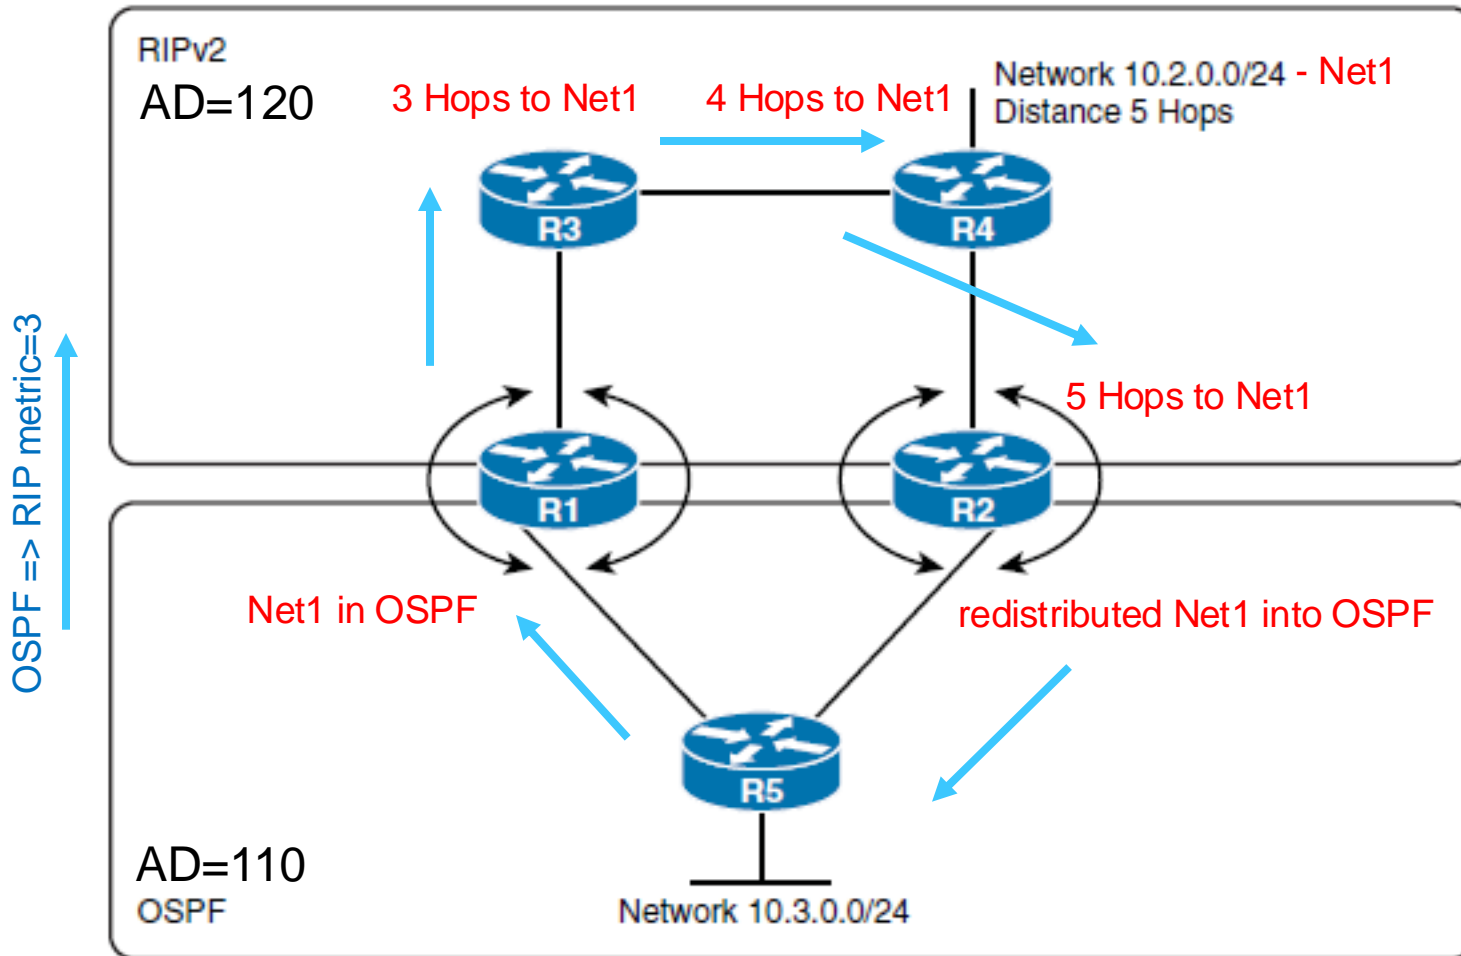 RIPv2
AD=120
3 Hops to Net1
4 Hops to Net1
Network 10.2.0.0/24 - Net1
Distance 5 Hops
R3
R4
OSPF => RIP metric=3
5 Hops to Net1
R1
R2
Net1 in OSPF
redistributed Net1 into OSPF
R5
AD=110
OSPF
Network 10.3.0.0/24